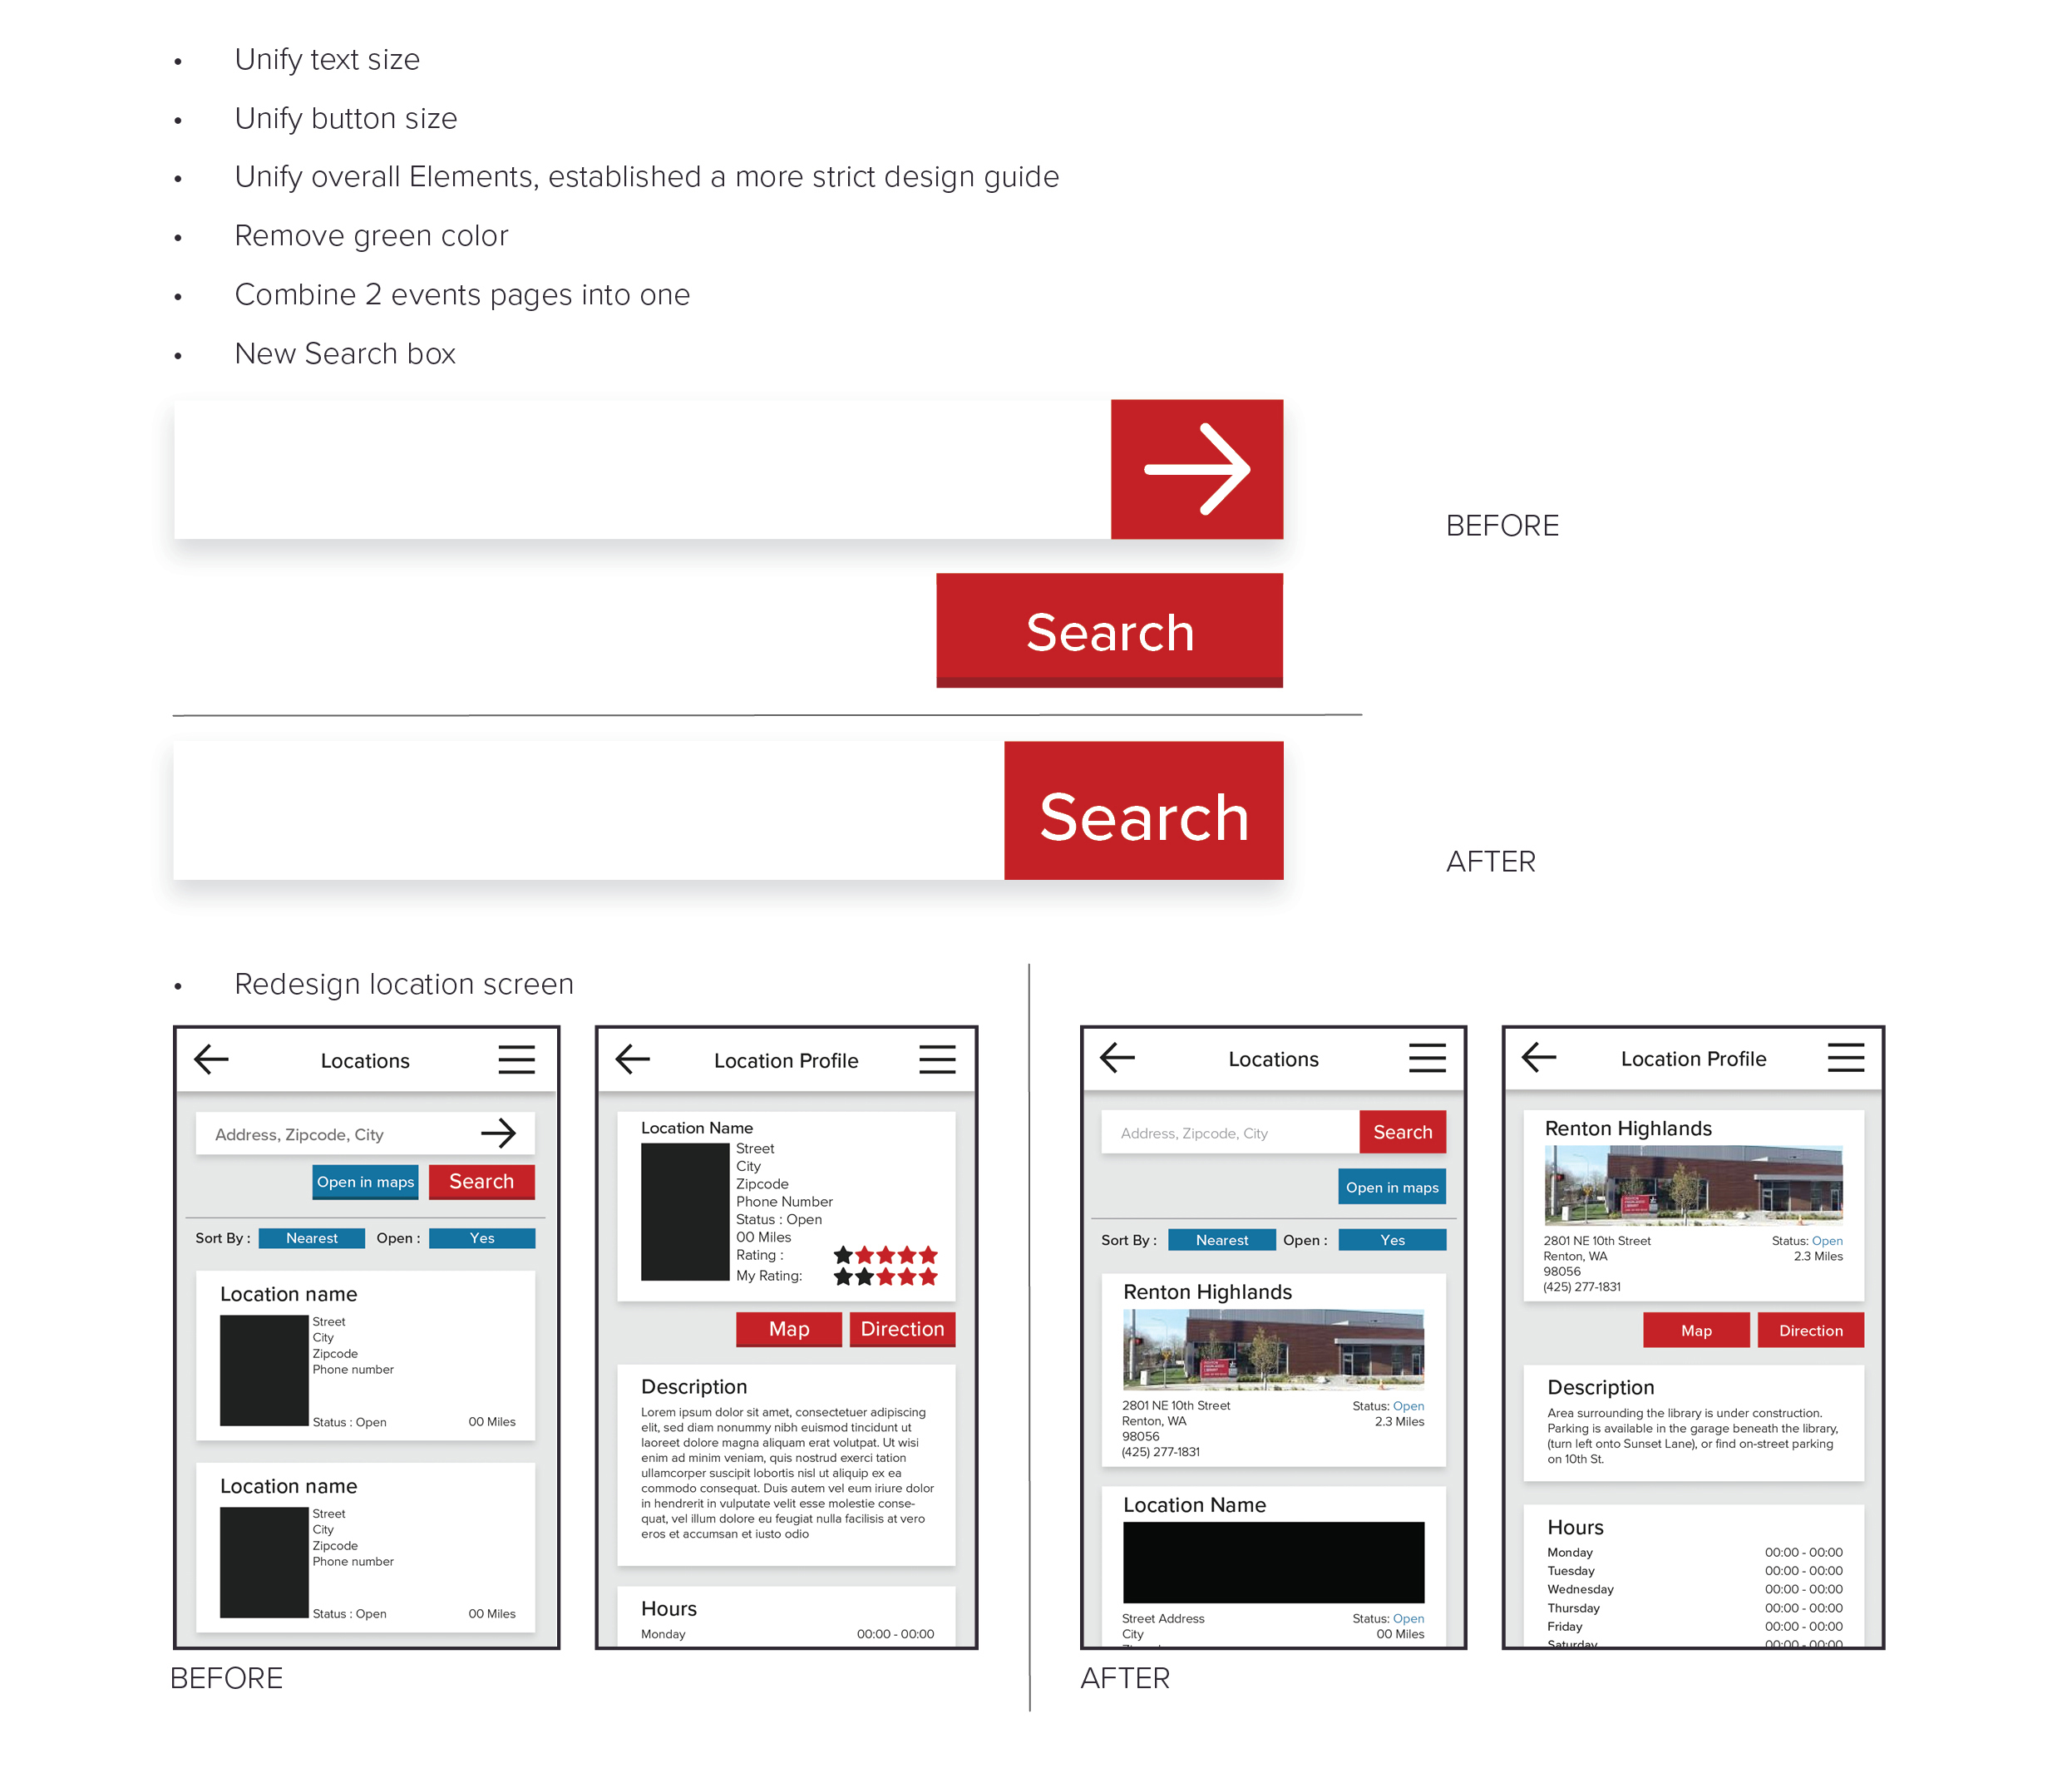 • Unify text size
• Unify button size
• Unify overall Elements, established a more strict design guide
• Remove green color
• Combine 2 events pages into one
• New Search box
BEFORE
Search
Search
AFTER
• Redesign location screen
Locations
Address, Zipcode, City
Open in maps
Search
Sort By :
Nearest
Open :
Yes
Location name
Street
City
Zipcode
Phone number
Status : Open
00 Miles
Location name
Street
City
Zipcode
Phone number
Status : Open
00 Miles
Location Profile
Location Name
Street
City
Zipcode
Phone Number
Status : Open
00 Miles
Rating :
My Rating:
Map
Direction
Description
Lorem ipsum dolor sit amet, consectetuer adipiscing
elit, sed diam nonummy nibh euismod tincidunt ut
laoreet dolore magna aliquam erat volutpat. Ut wisi
enim ad minim veniam, quis nostrud exerci tation
ullamcorper suscipit lobortis nisl ut aliquip ex ea
commodo consequat. Duis autem vel eum iriure dolor
in hendrerit in vulputate velit esse molestie conse-
quat, vel illum dolore eu feugiat nulla facilisis at vero
eros et accumsan et iusto odio
Hours
Monday 00:00 - 00:00
BEFORE
Locations
Address, Zipcode, City
Search
Open in maps
Sort By :
Nearest
Open :
Yes
Renton Highlands
2801 NE 10th Street
Renton, WA
98056
(425) 277-1831
Status: Open
2.3 Miles
Location Name
Street Address
City
Status: Open
00 Miles
Location Profile
Renton Highlands
2801 NE 10th Street
Renton, WA
98056
(425) 277-1831
Status: Open
2.3 Miles
Map
Direction
Description
Area surrounding the library is under construction.
Parking is available in the garage beneath the library,
(turn left onto Sunset Lane), or find on-street parking
on 10th St.
Hours
Monday 00:00 - 00:00
Tuesday 00:00 - 00:00
Wednesday 00:00 - 00:00
Thursday 00:00 - 00:00
Friday 00:00 - 00:00
Saturday 00:00 - 00:00
AFTER